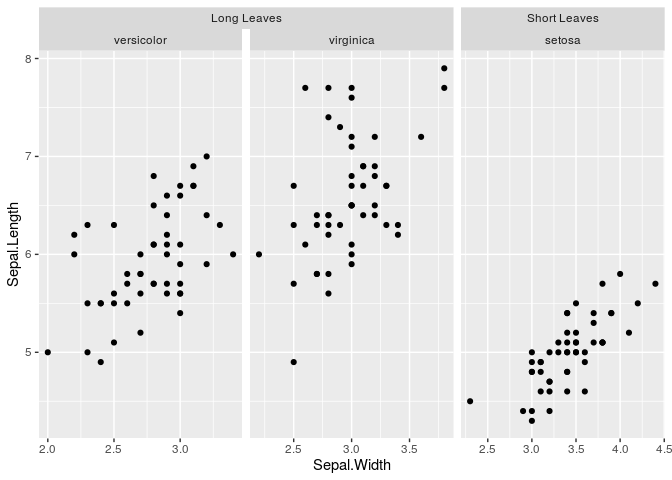 Long Leaves Short Leaves
versicolor virginica setosa
8
7
6
5
Sepal.Length
2.0 2.5 3.0 2.5 3.0 3.5 2.5 3.0 3.5 4.0 4.5
Sepal.Width